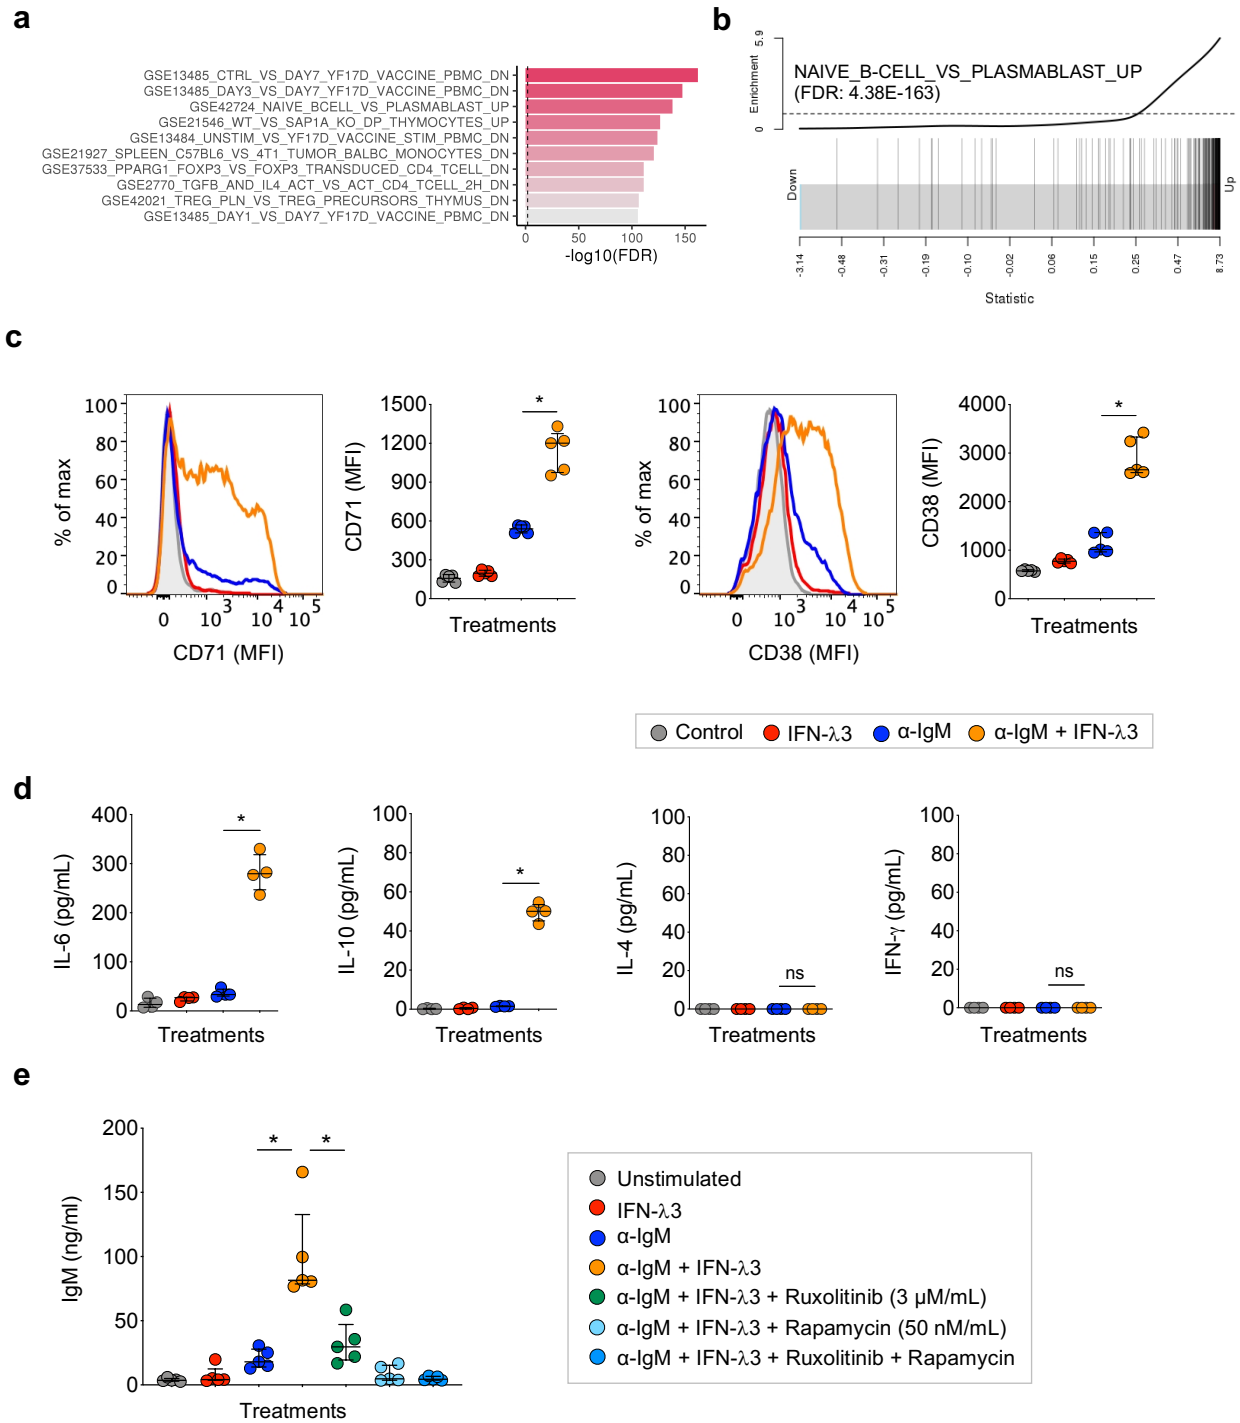 a
GSE13485_CTRL_VS_DAY7_YF17D_VACCINE_PBMC_DN
GSE13485_DAY3_VS_DAY7_YF17D_VACCINE_PBMC_DN
GSE42724_NAIVE_BCELL_VS_PLASMABLAST_UP
GSE21546_WT_VS_SAP1A_KO_DP_THYMOCYTES_UP
GSE13484_UNSTIM_VS_YF17D_VACCINE_STIM_PBMC_DN
GSE21927_SPLEEN_C57BL6_VS_4T1_TUMOR_BALBC_MONOCYTES_DN
GSE37533_PPARG1_FOXP3_VS_FOXP3_TRANSDUCED_CD4_TCELL_DN
GSE2770_TGFB_AND_IL4_ACT_VS_ACT_CD4_TCELL_2H_DN
GSE42021_TREG_PLN_VS_TREG_PRECURSORS_THYMUS_DN
GSE13485_DAY1_VS_DAY7_YF17D_VACCINE_PBMC_DN
0 50 100 150
-log10(FDR)
b
Enrichment
5.9
0
NAIVE_B-CELL_VS_PLASMABLAST_UP
(FDR: 4.38E-163)
Down
Up
-3.14 -0.48 -0.31 -0.19 -0.10 -0.02 0.06 0.15 0.25 0.47 8.73
Statistic
c
% of max
100
80
60
40
20
0
0 10³ 10⁴ 10⁵
CD71 (MFI)
CD71 (MFI)
1500
1200
900
600
300
0
*
Treatments
% of max
100
80
60
40
20
0
0 10³ 10⁴ 10⁵
CD38 (MFI)
CD38 (MFI)
4000
3000
2000
1000
0
*
Treatments
Control IFN-λ3 α-IgM α-IgM + IFN-λ3
d
IL-6 (pg/mL)
400
300
200
100
0
*
Treatments
IL-10 (pg/mL)
100
80
60
40
20
0
*
Treatments
IL-4 (pg/mL)
100
80
60
40
20
0
ns
Treatments
IFN-γ (pg/mL)
100
80
60
40
20
0
ns
Treatments
e
IgM (ng/ml)
200
150
100
50
0
* *
Treatments
Unstimulated
IFN-λ3
α-IgM
α-IgM + IFN-λ3
α-IgM + IFN-λ3 + Ruxolitinib (3 µM/mL)
α-IgM + IFN-λ3 + Rapamycin (50 nM/mL)
α-IgM + IFN-λ3 + Ruxolitinib + Rapamycin